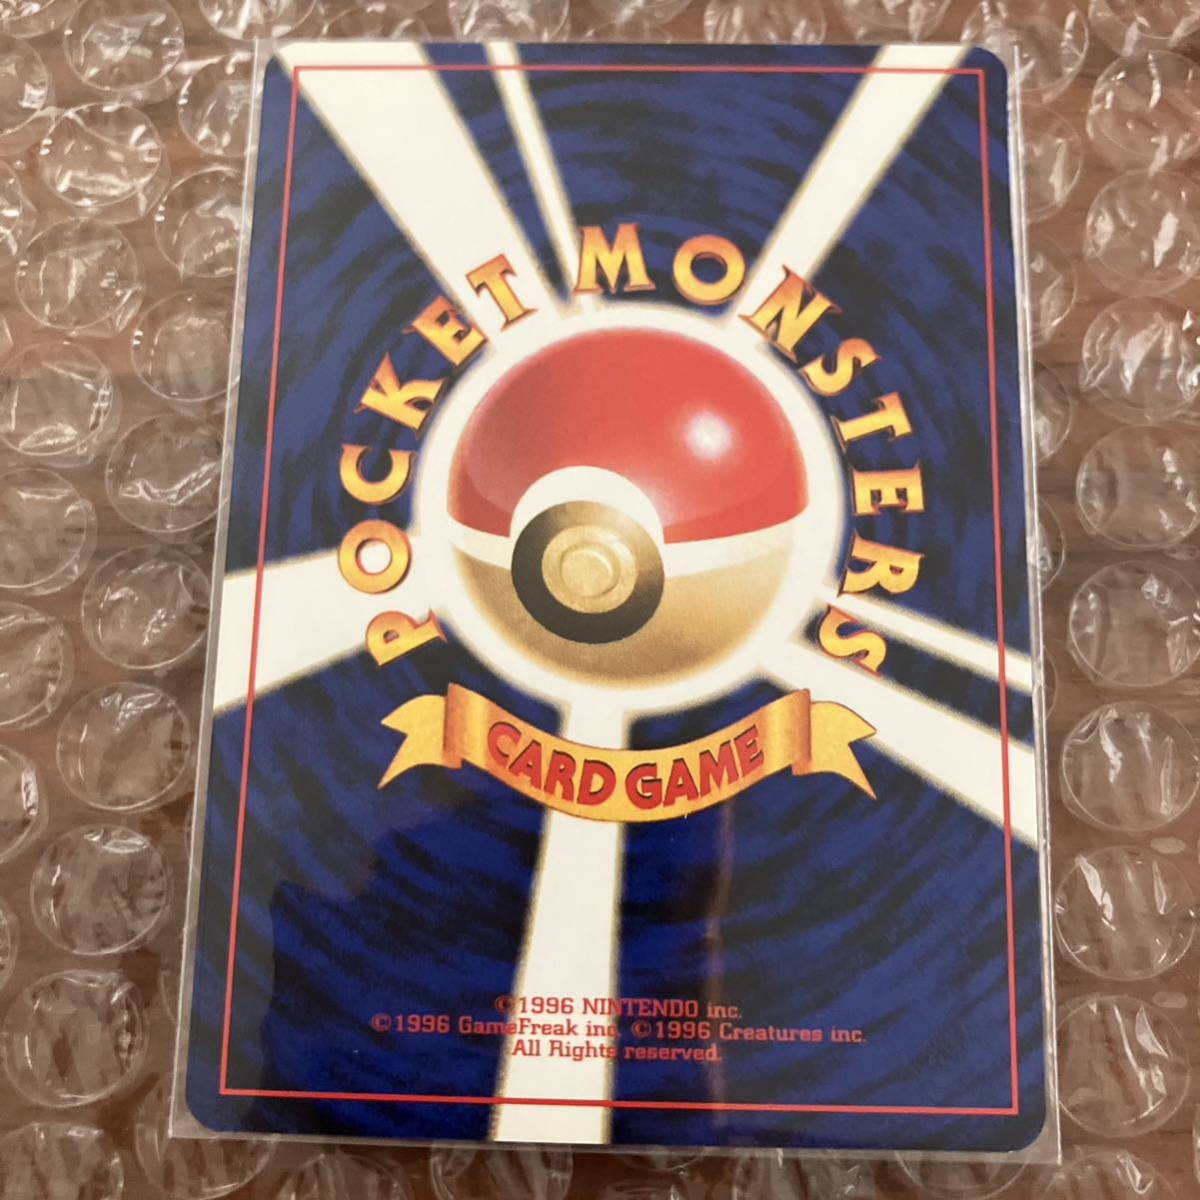 POCKET MONSTERS
CARD GAME
©1996 NINTENDO inc.
©1996 GameFreak inc. ©1996 Creatures inc.
All Rights reserved.